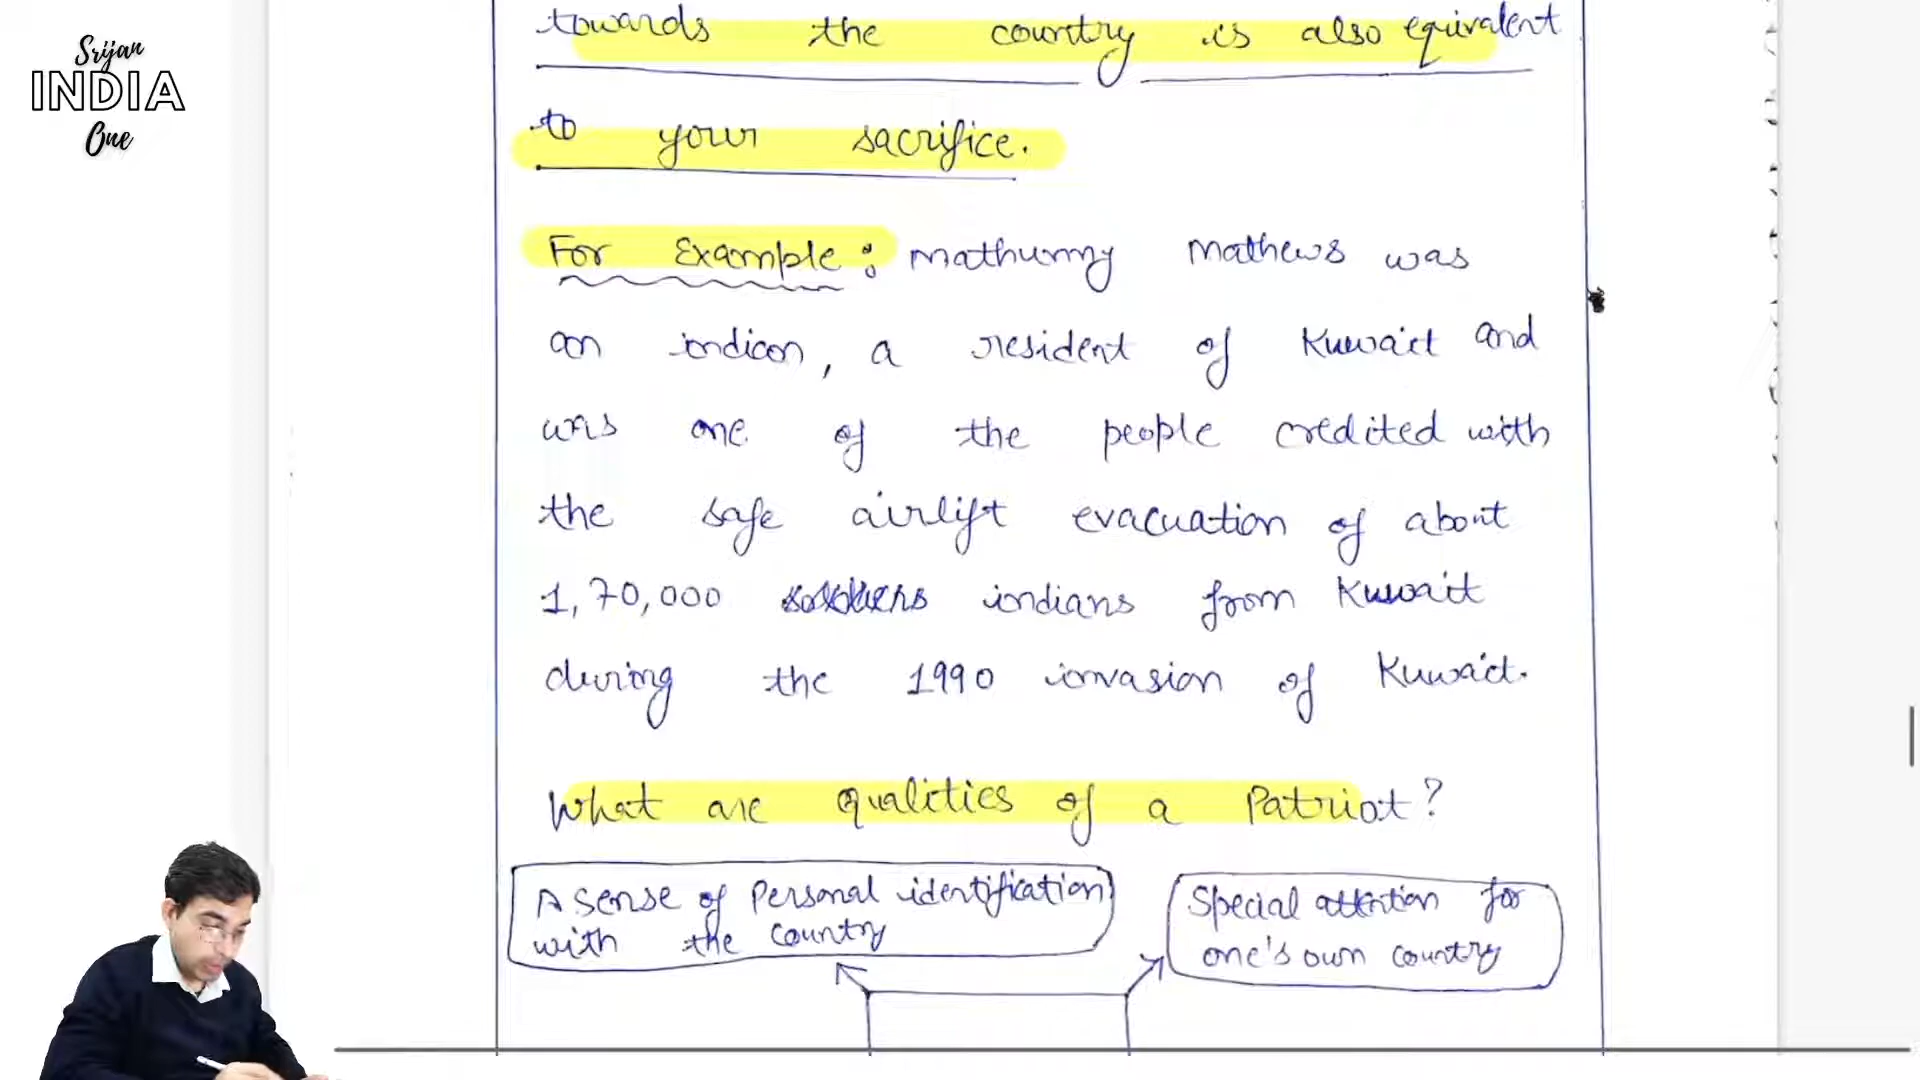 Srijan
INDIA
One
towards the country is also equivalent
to your sacrifice.
For Example: Mathunny Mathews was
an indian, a resident of Kuwait and
was one of the people credited with
the safe airlift evacuation of about
1,70,000 indians from Kuwait
during the 1990 invasion of Kuwait.
What are qualities of a Patriot?
A sense of Personal identification
with the country
Special attention for
one's own country